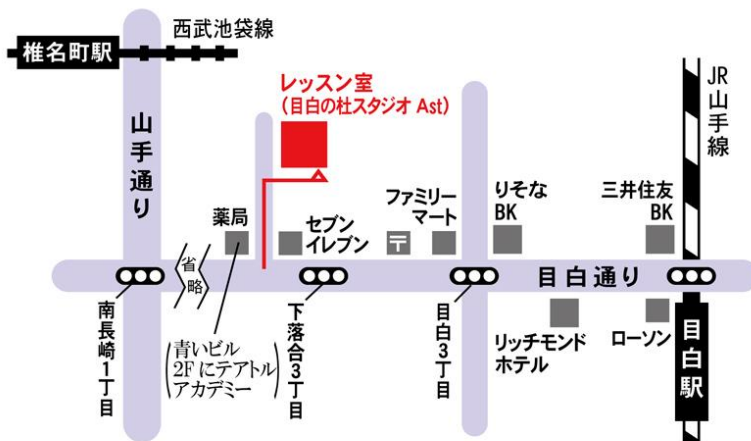 西武池袋線
椎名町駅
レッスン室
(目白の杜スタジオ Ast)
JR山手線
山手通り
薬局
セブン
イレブン
〒
ファミリー
マート
りそな
BK
三井住友
BK
省略
目白通り
南長崎1丁目
(青いビル
2Fにテアトル
アカデミー)
下落合3丁目
目白3丁目
リッチモンド
ホテル
ローソン
目白駅